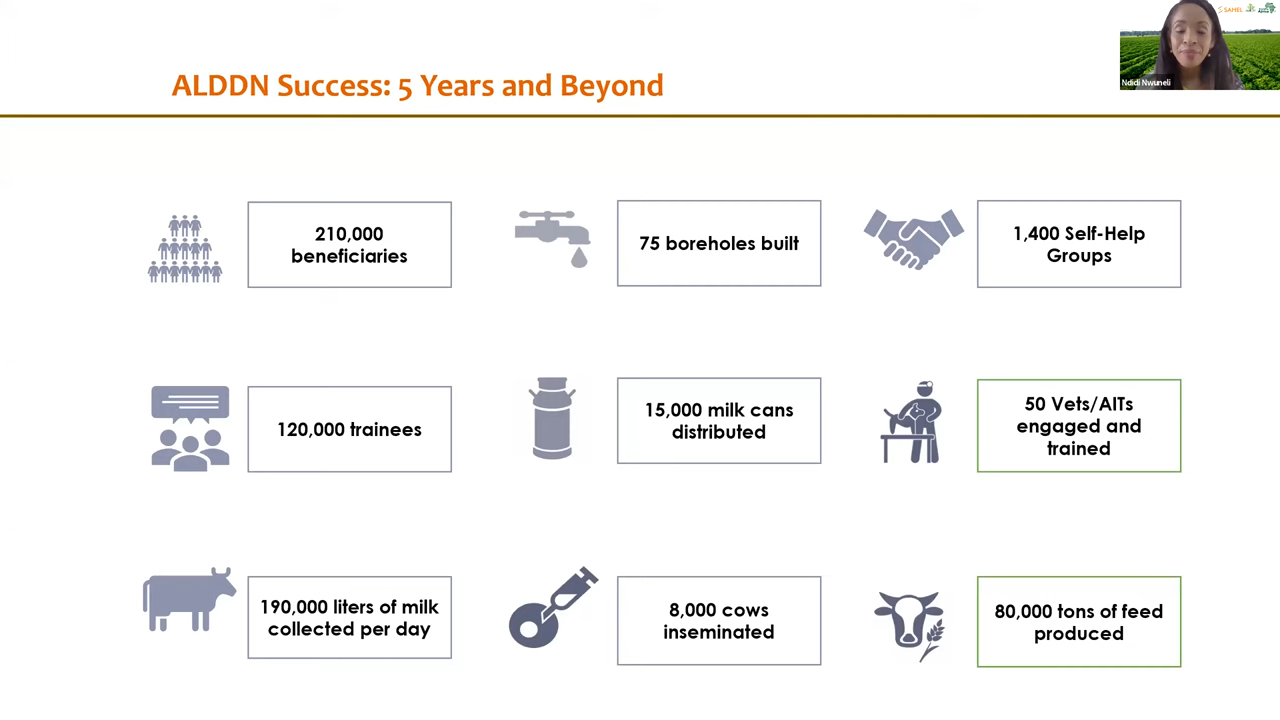 SAHEL
Ndidi Nwuneli
ALDDN Success: 5 Years and Beyond
210,000
beneficiaries
75 boreholes built
1,400 Self-Help
Groups
120,000 trainees
15,000 milk cans
distributed
50 Vets/AITs
engaged and
trained
190,000 liters of milk
collected per day
8,000 cows
inseminated
80,000 tons of feed
produced